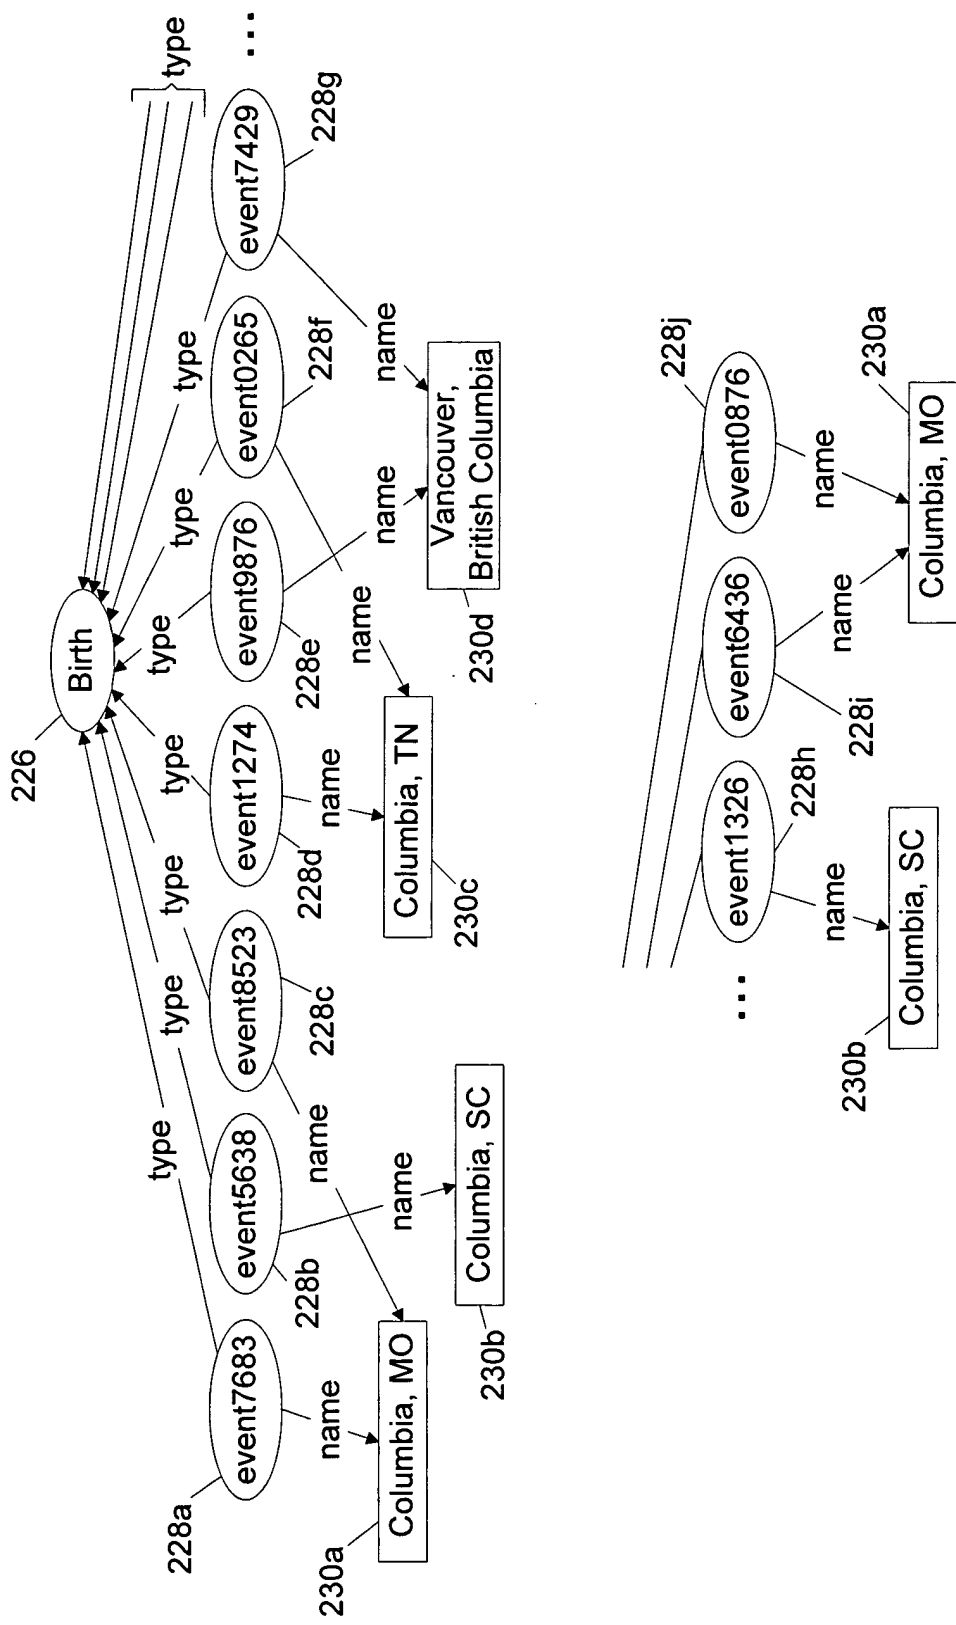 226
Birth
type
type
type
type
type
type
type
type
228a
event7683
event5638
event8523
event1274
event9876
event0265
event7429
...
228b
228c
228d
228e
228f
228g
name
name
name
name
name
name
name
230a
Columbia, MO
Columbia, SC
230b
Columbia, TN
230c
Vancouver,
British Columbia
230d
...
event1326
event6436
event0876
228h
228i
228j
name
name
name
230b
Columbia, SC
Columbia, MO
230a